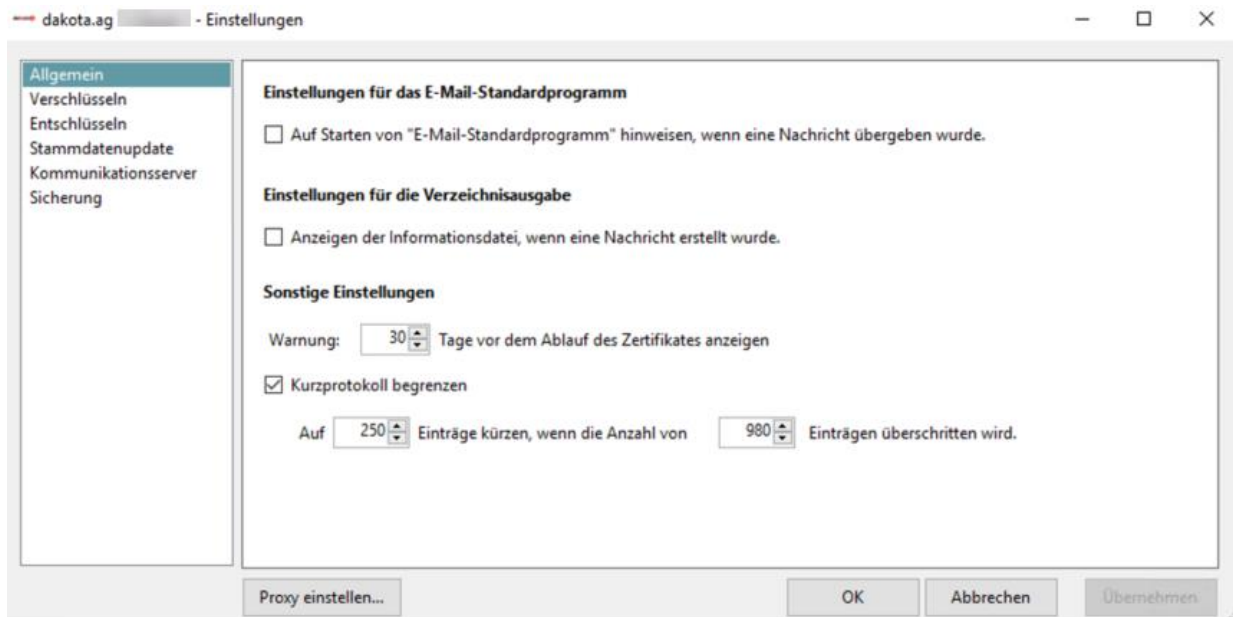 dakota.ag - Einstellungen
Allgemein
Verschlüsseln
Entschlüsseln
Stammdatenupdate
Kommunikationsserver
Sicherung
Einstellungen für das E-Mail-Standardprogramm
Auf Starten von "E-Mail-Standardprogramm" hinweisen, wenn eine Nachricht übergeben wurde.
Einstellungen für die Verzeichnisausgabe
Anzeigen der Informationsdatei, wenn eine Nachricht erstellt wurde.
Sonstige Einstellungen
Warnung: 30 Tage vor dem Ablauf des Zertifikates anzeigen
Kurzprotokoll begrenzen
Auf 250 Einträge kürzen, wenn die Anzahl von 980 Einträgen überschritten wird.
Proxy einstellen... OK Abbrechen Übernehmen